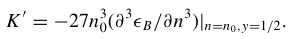 K′ = −27n₀³(∂³ϵ_B/∂n³)|ₙ₌ₙ₀,y=1/2.